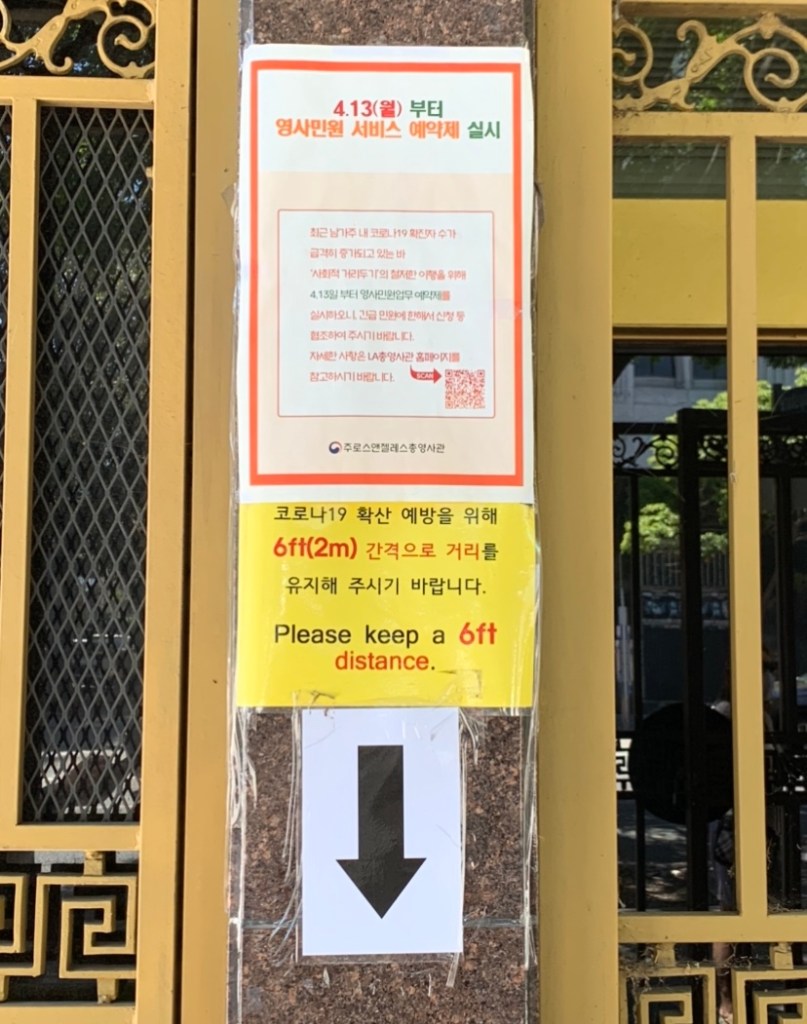 4.13(월) 부터
영사민원 서비스 예약제 실시
최근 남가주 내 코로나19 확진자 수가
급격히 증가되고 있는 바
'사회적 거리두기'의 철저한 이행을 위해
4.13일 부터 영사민원업무 예약제를
실시하오니, 긴급 민원에 한해서 신청 등
협조하여 주시기 바랍니다.
자세한 사항은 LA총영사관 홈페이지를
참고하시기 바랍니다. SCAN
주로스앤젤레스총영사관
코로나19 확산 예방을 위해
6ft(2m) 간격으로 거리를
유지해 주시기 바랍니다.
Please keep a 6ft
distance.